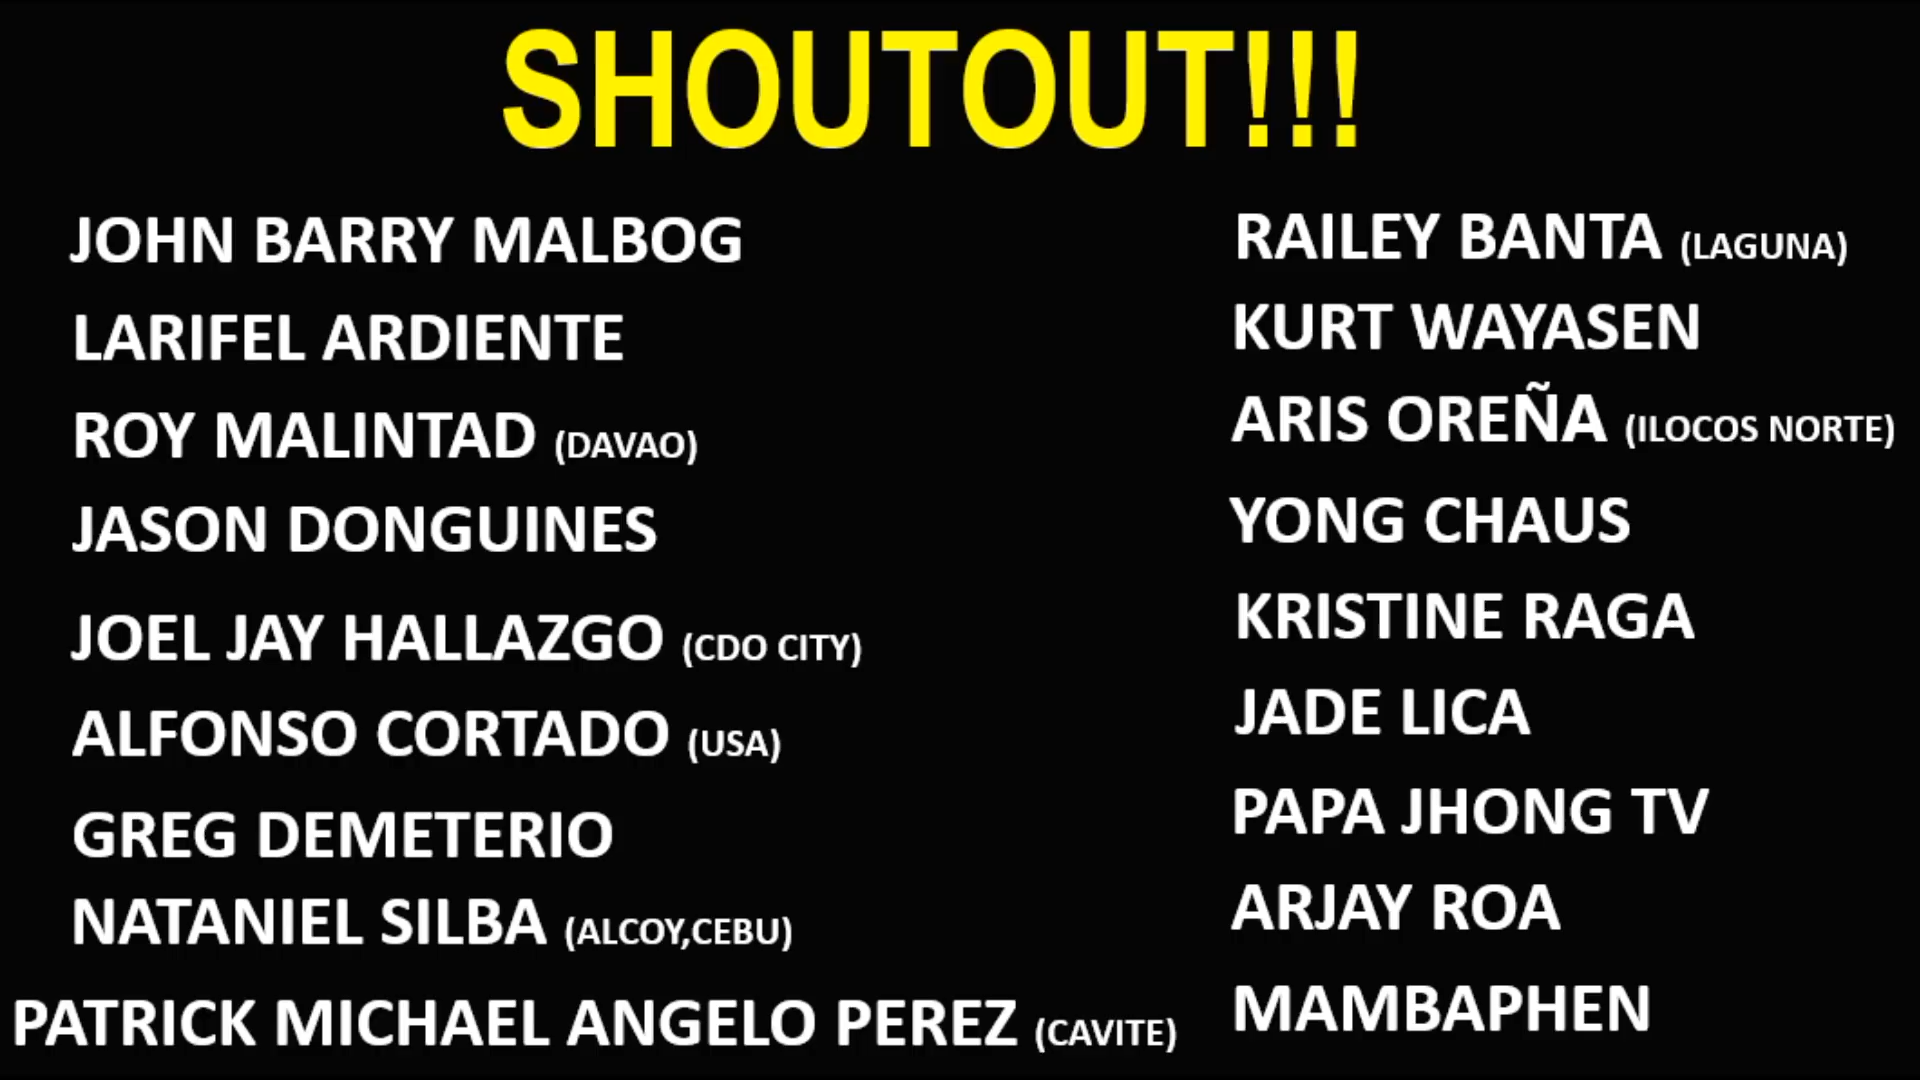 SHOUTOUT!!!
JOHN BARRY MALBOG
LARIFEL ARDIENTE
ROY MALINTAD (DAVAO)
JASON DONGUINES
JOEL JAY HALLAZGO (CDO CITY)
ALFONSO CORTADO (USA)
GREG DEMETERIO
NATANIEL SILBA (ALCOY,CEBU)
PATRICK MICHAEL ANGELO PEREZ (CAVITE)
RAILEY BANTA (LAGUNA)
KURT WAYASEN
ARIS OREÑA (ILOCOS NORTE)
YONG CHAUS
KRISTINE RAGA
JADE LICA
PAPA JHONG TV
ARJAY ROA
MAMBAPHEN